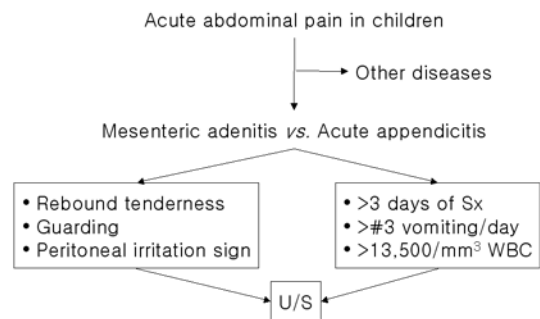 Acute abdominal pain in children
Other diseases
Mesenteric adenitis vs. Acute appendicitis
• Rebound tenderness
• Guarding
• Peritoneal irritation sign
• >3 days of Sx
• >#3 vomiting/day
• >13,500/mm³ WBC
U/S